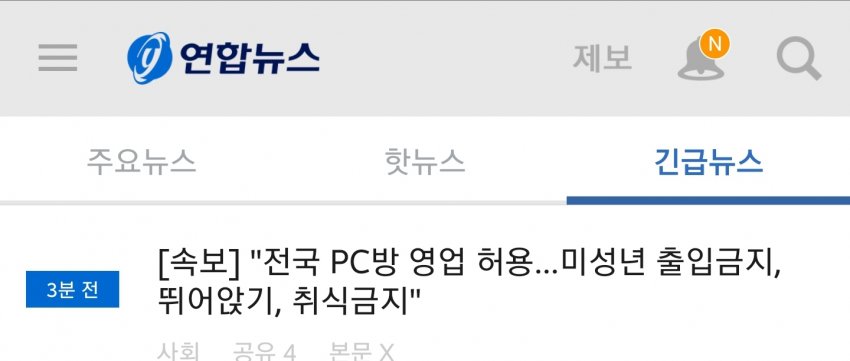 연합뉴스 제보 N
주요뉴스 핫뉴스 긴급뉴스
[속보] "전국 PC방 영업 허용...미성년 출입금지,
3분 전
뛰어앉기, 취식금지"
사회 공유 4 본문 X